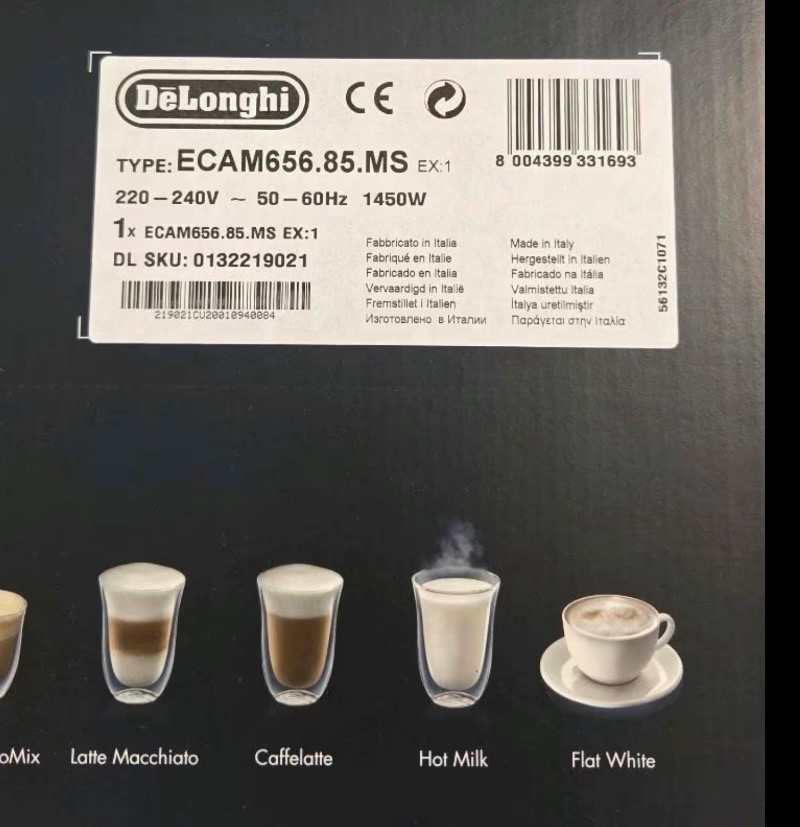 DēLonghi CE
TYPE: ECAM656.85.MS EX:1
8 004399 331693
220–240V ~ 50–60Hz 1450W
1x ECAM656.85.MS EX:1
DL SKU: 0132219021
219021CU20010940084
Fabbricato in Italia
Fabriqué en Italie
Fabricado en Italia
Vervaardigd in Italië
Fremstillet i Italien
Изготовлено в Италии
Made in Italy
Hergestellt in Italien
Fabricado na Itália
Valmistettu Italia
İtalya uretilmiştir
Παράγεται στην Ιταλία
56132C1071
oMix
Latte Macchiato
Caffelatte
Hot Milk
Flat White